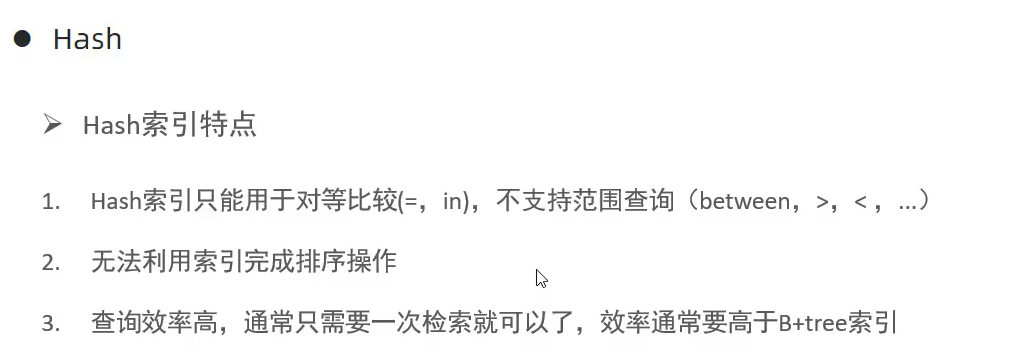 ● Hash
➢ Hash索引特点
1. Hash索引只能用于对等比较(=，in)，不支持范围查询（between，>，< ，...）
2. 无法利用索引完成排序操作
3. 查询效率高，通常只需要一次检索就可以了，效率通常要高于B+tree索引